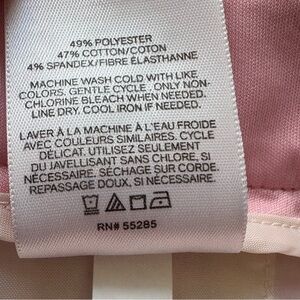 49% POLYESTER
47% COTTON/COTON
4% SPANDEX/FIBRE ÉLASTHANNE
MACHINE WASH COLD WITH LIKE
COLORS. GENTLE CYCLE. ONLY NON-
CHLORINE BLEACH WHEN NEEDED.
LINE DRY. COOL IRON IF NEEDED.
LAVER À LA MACHINE À L'EAU FROIDE
AVEC COULEURS SIMILAIRES. CYCLE
DÉLICAT. UTILISEZ SEULEMENT
DU JAVELLISANT SANS CHLORE, SI
NÉCESSAIRE. SÉCHAGE SUR CORDE.
REPASSAGE DOUX, SI NÉCESSAIRE.
RN# 55285